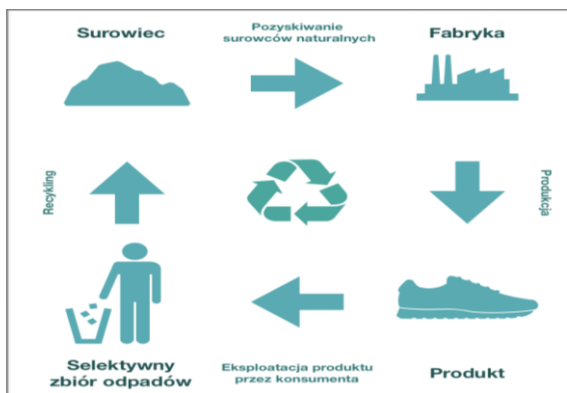 Surowiec
Pozyskiwanie
surowców naturalnych
Fabryka
Recykling
Produkcja
Selektywny
zbiór odpadów
Eksploatacja produktu
przez konsumenta
Produkt